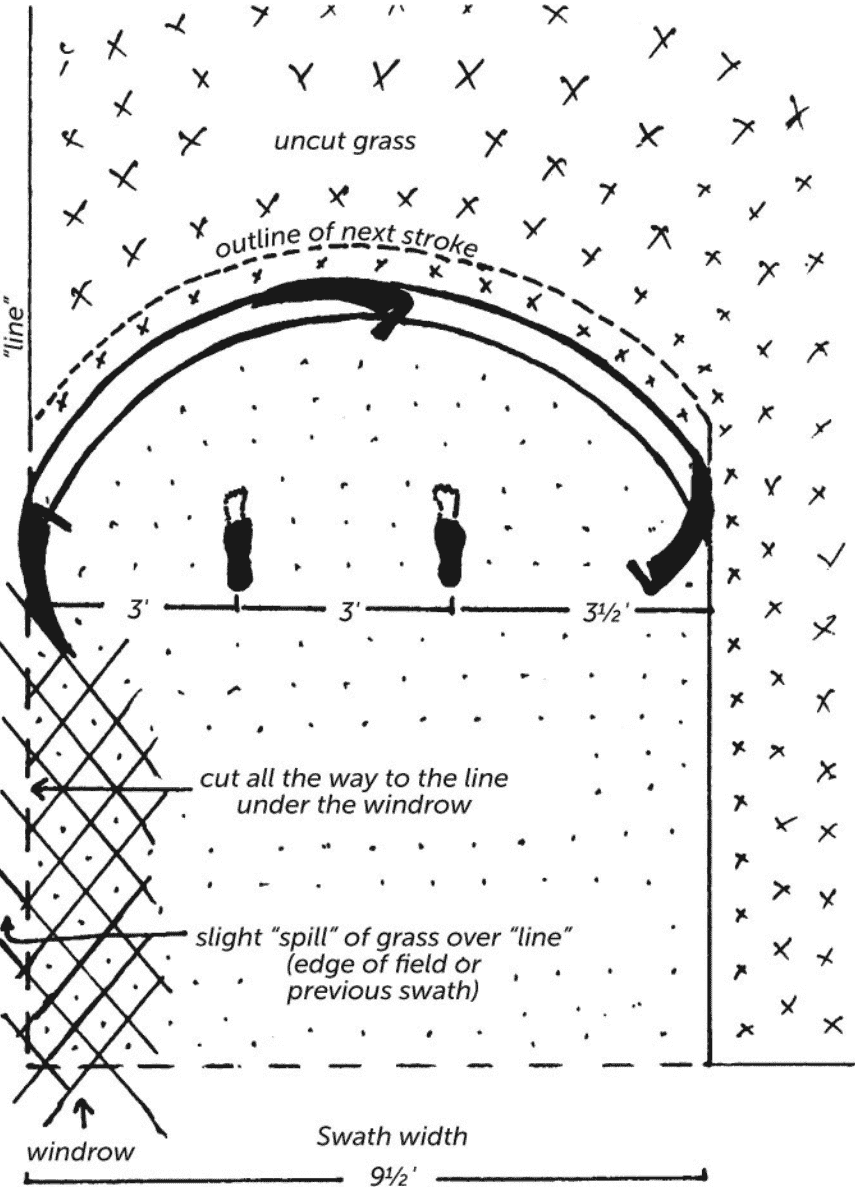 uncut grass
outline of next stroke
“line”
3'
3'
3½'
cut all the way to the line
under the windrow
slight “spill” of grass over “line”
(edge of field or
previous swath)
windrow
Swath width
9½'